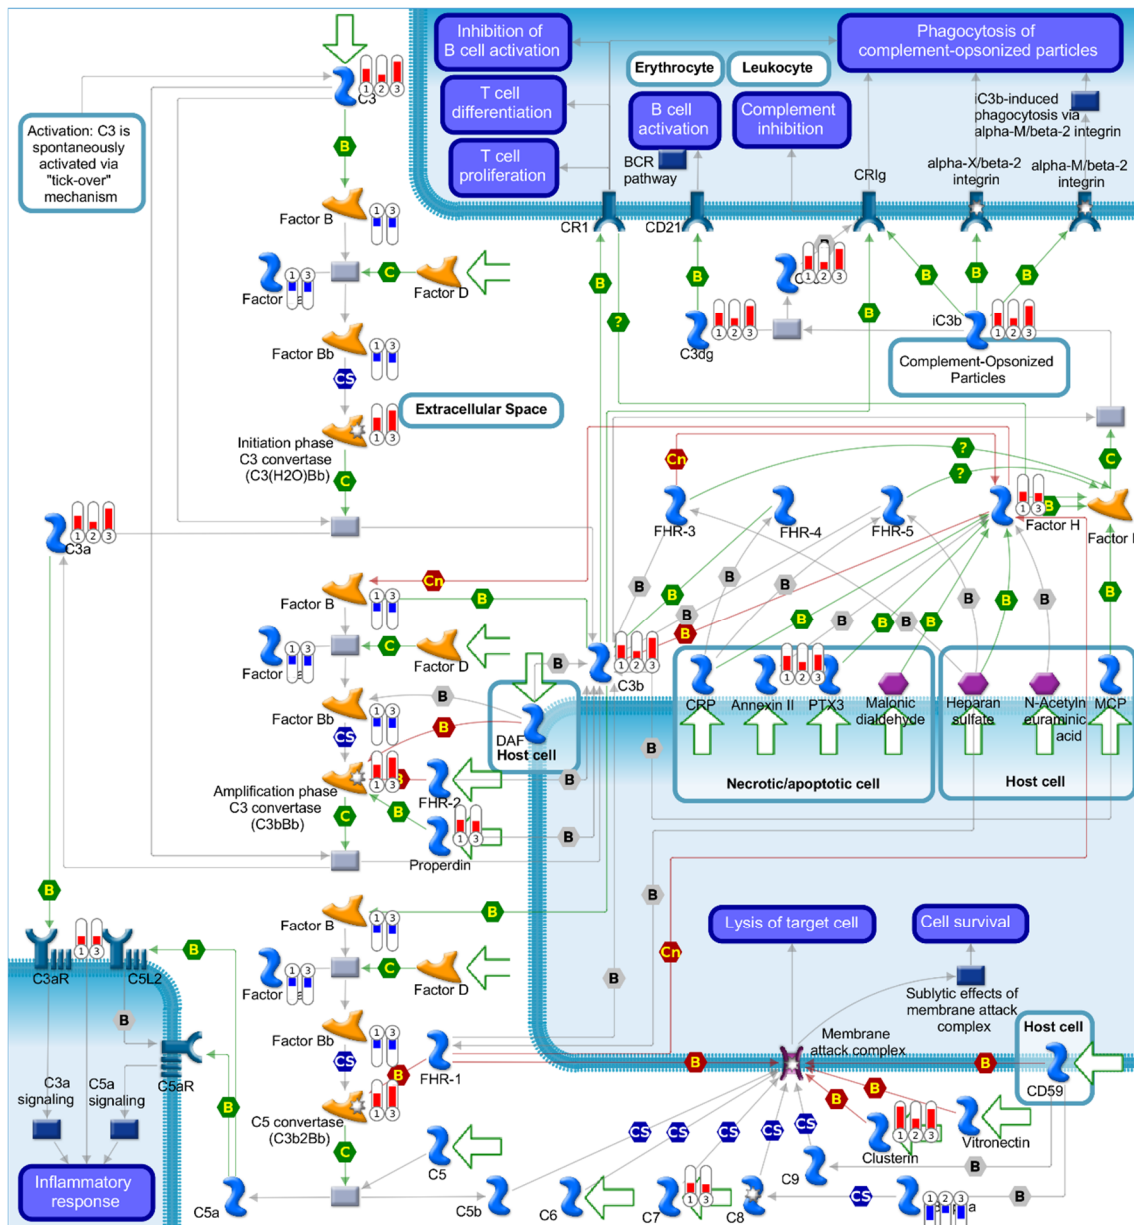 Inhibition of
B cell activation
Phagocytosis of
complement-opsonized particles
Erythrocyte
Leukocyte
C3
T cell
differentiation
B cell
activation
Complement
inhibition
iC3b-induced
phagocytosis via
alpha-M/beta-2 integrin
Activation: C3 is
spontaneously
activated via
"tick-over"
mechanism
T cell
proliferation
BCR
pathway
CRIg
alpha-X/beta-2
integrin
alpha-M/beta-2
integrin
Factor B
CR1
CD21
Factor
Factor D
C3dg
iC3b
Factor Bb
Complement-Opsonized
Particles
Extracellular Space
Initiation phase
C3 convertase
(C3(H2O)Bb)
C3a
FHR-3
FHR-4
FHR-5
Factor H
Factor
Factor B
Factor
Factor D
C3b
CRP
Annexin II
PTX3
Malonic
dialdehyde
Heparan
sulfate
N-Acetyln
euraminic
acid
MCP
Factor Bb
DAF
Host cell
Necrotic/apoptotic cell
Host cell
Amplification phase
C3 convertase
(C3bBb)
FHR-2
Properdin
Factor B
Lysis of target cell
Cell survival
C3aR
C5L2
Factor
Factor D
Sublytic effects of
membrane attack
complex
Factor Bb
FHR-1
Membrane
attack complex
Host cell
CD59
C5aR
C3a
signaling
C5a
signaling
C5 convertase
(C3b2Bb)
C5
Clusterin
Vitronectin
C9
Inflammatory
response
C5a
C5b
C6
C7
C8